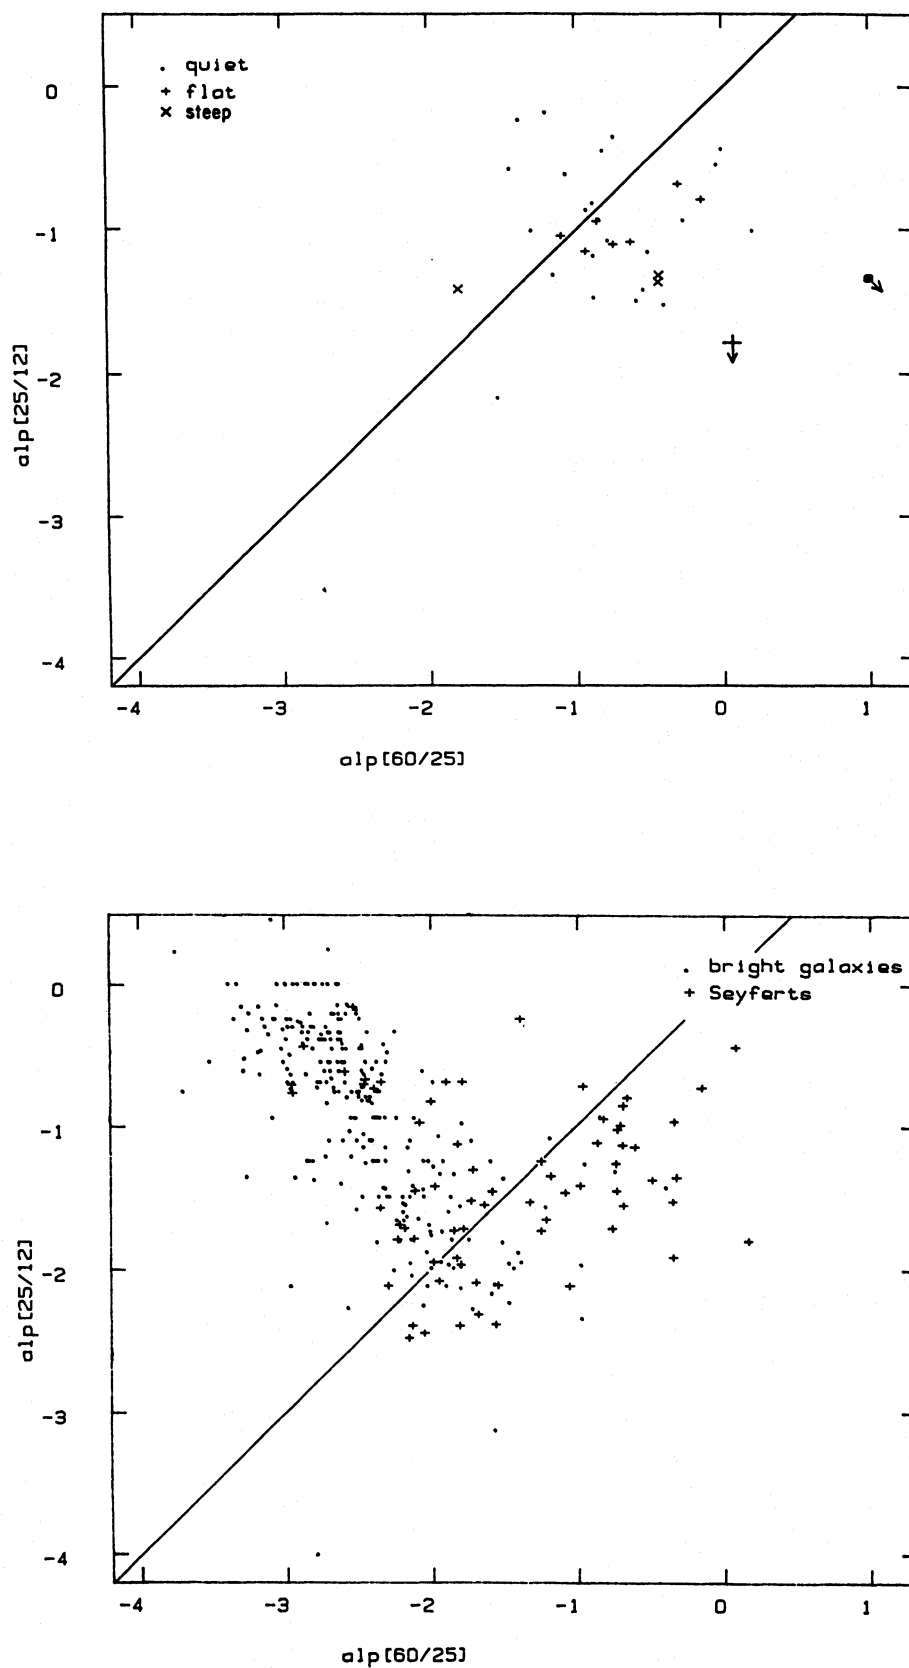 quiet
+ flat
× steep
0
-1
-2
-3
-4
alp[25/12]
-4 -3 -2 -1 0 1
alp[60/25]
bright galaxies
+ Seyferts
0
-1
-2
-3
-4
alp[25/12]
-4 -3 -2 -1 0 1
alp[60/25]